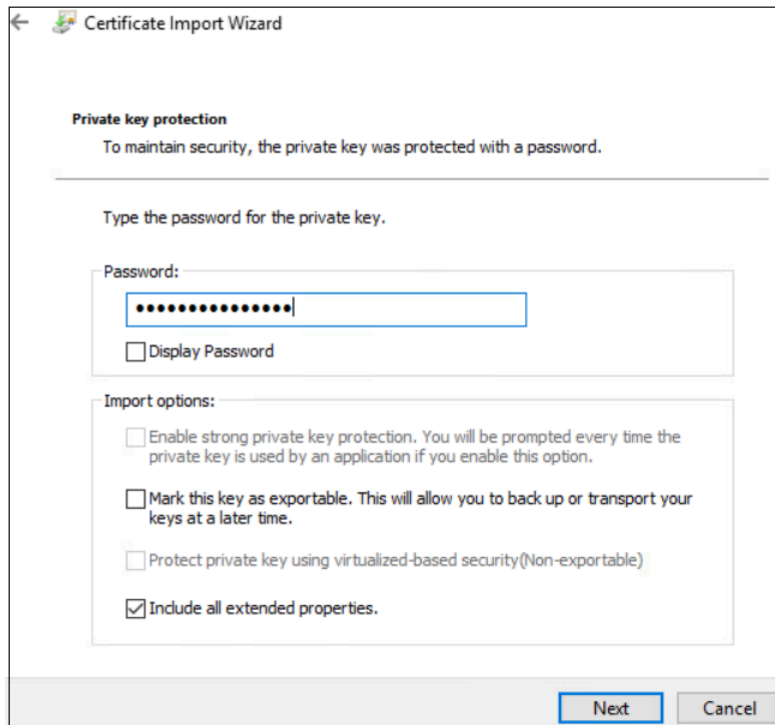 Certificate Import Wizard
Private key protection
To maintain security, the private key was protected with a password.
Type the password for the private key.
Password:
•••••••••••••••
Display Password
Import options:
Enable strong private key protection. You will be prompted every time the
private key is used by an application if you enable this option.
Mark this key as exportable. This will allow you to back up or transport your
keys at a later time.
Protect private key using virtualized-based security(Non-exportable)
Include all extended properties.
Next
Cancel